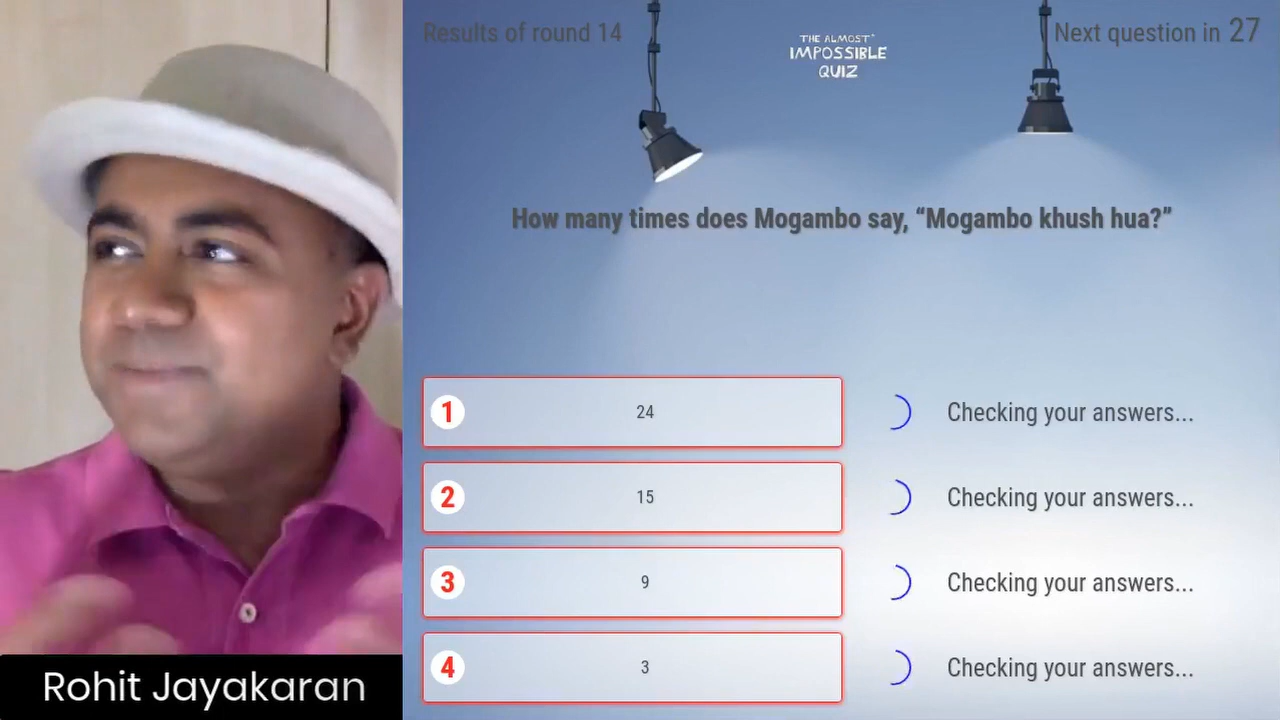 Results of round 14
THE ALMOST
IMPOSSIBLE
QUIZ
Next question in 27
How many times does Mogambo say, “Mogambo khush hua?”
1 24 Checking your answers...
2 15 Checking your answers...
3 9 Checking your answers...
4 3 Checking your answers...
Rohit Jayakaran